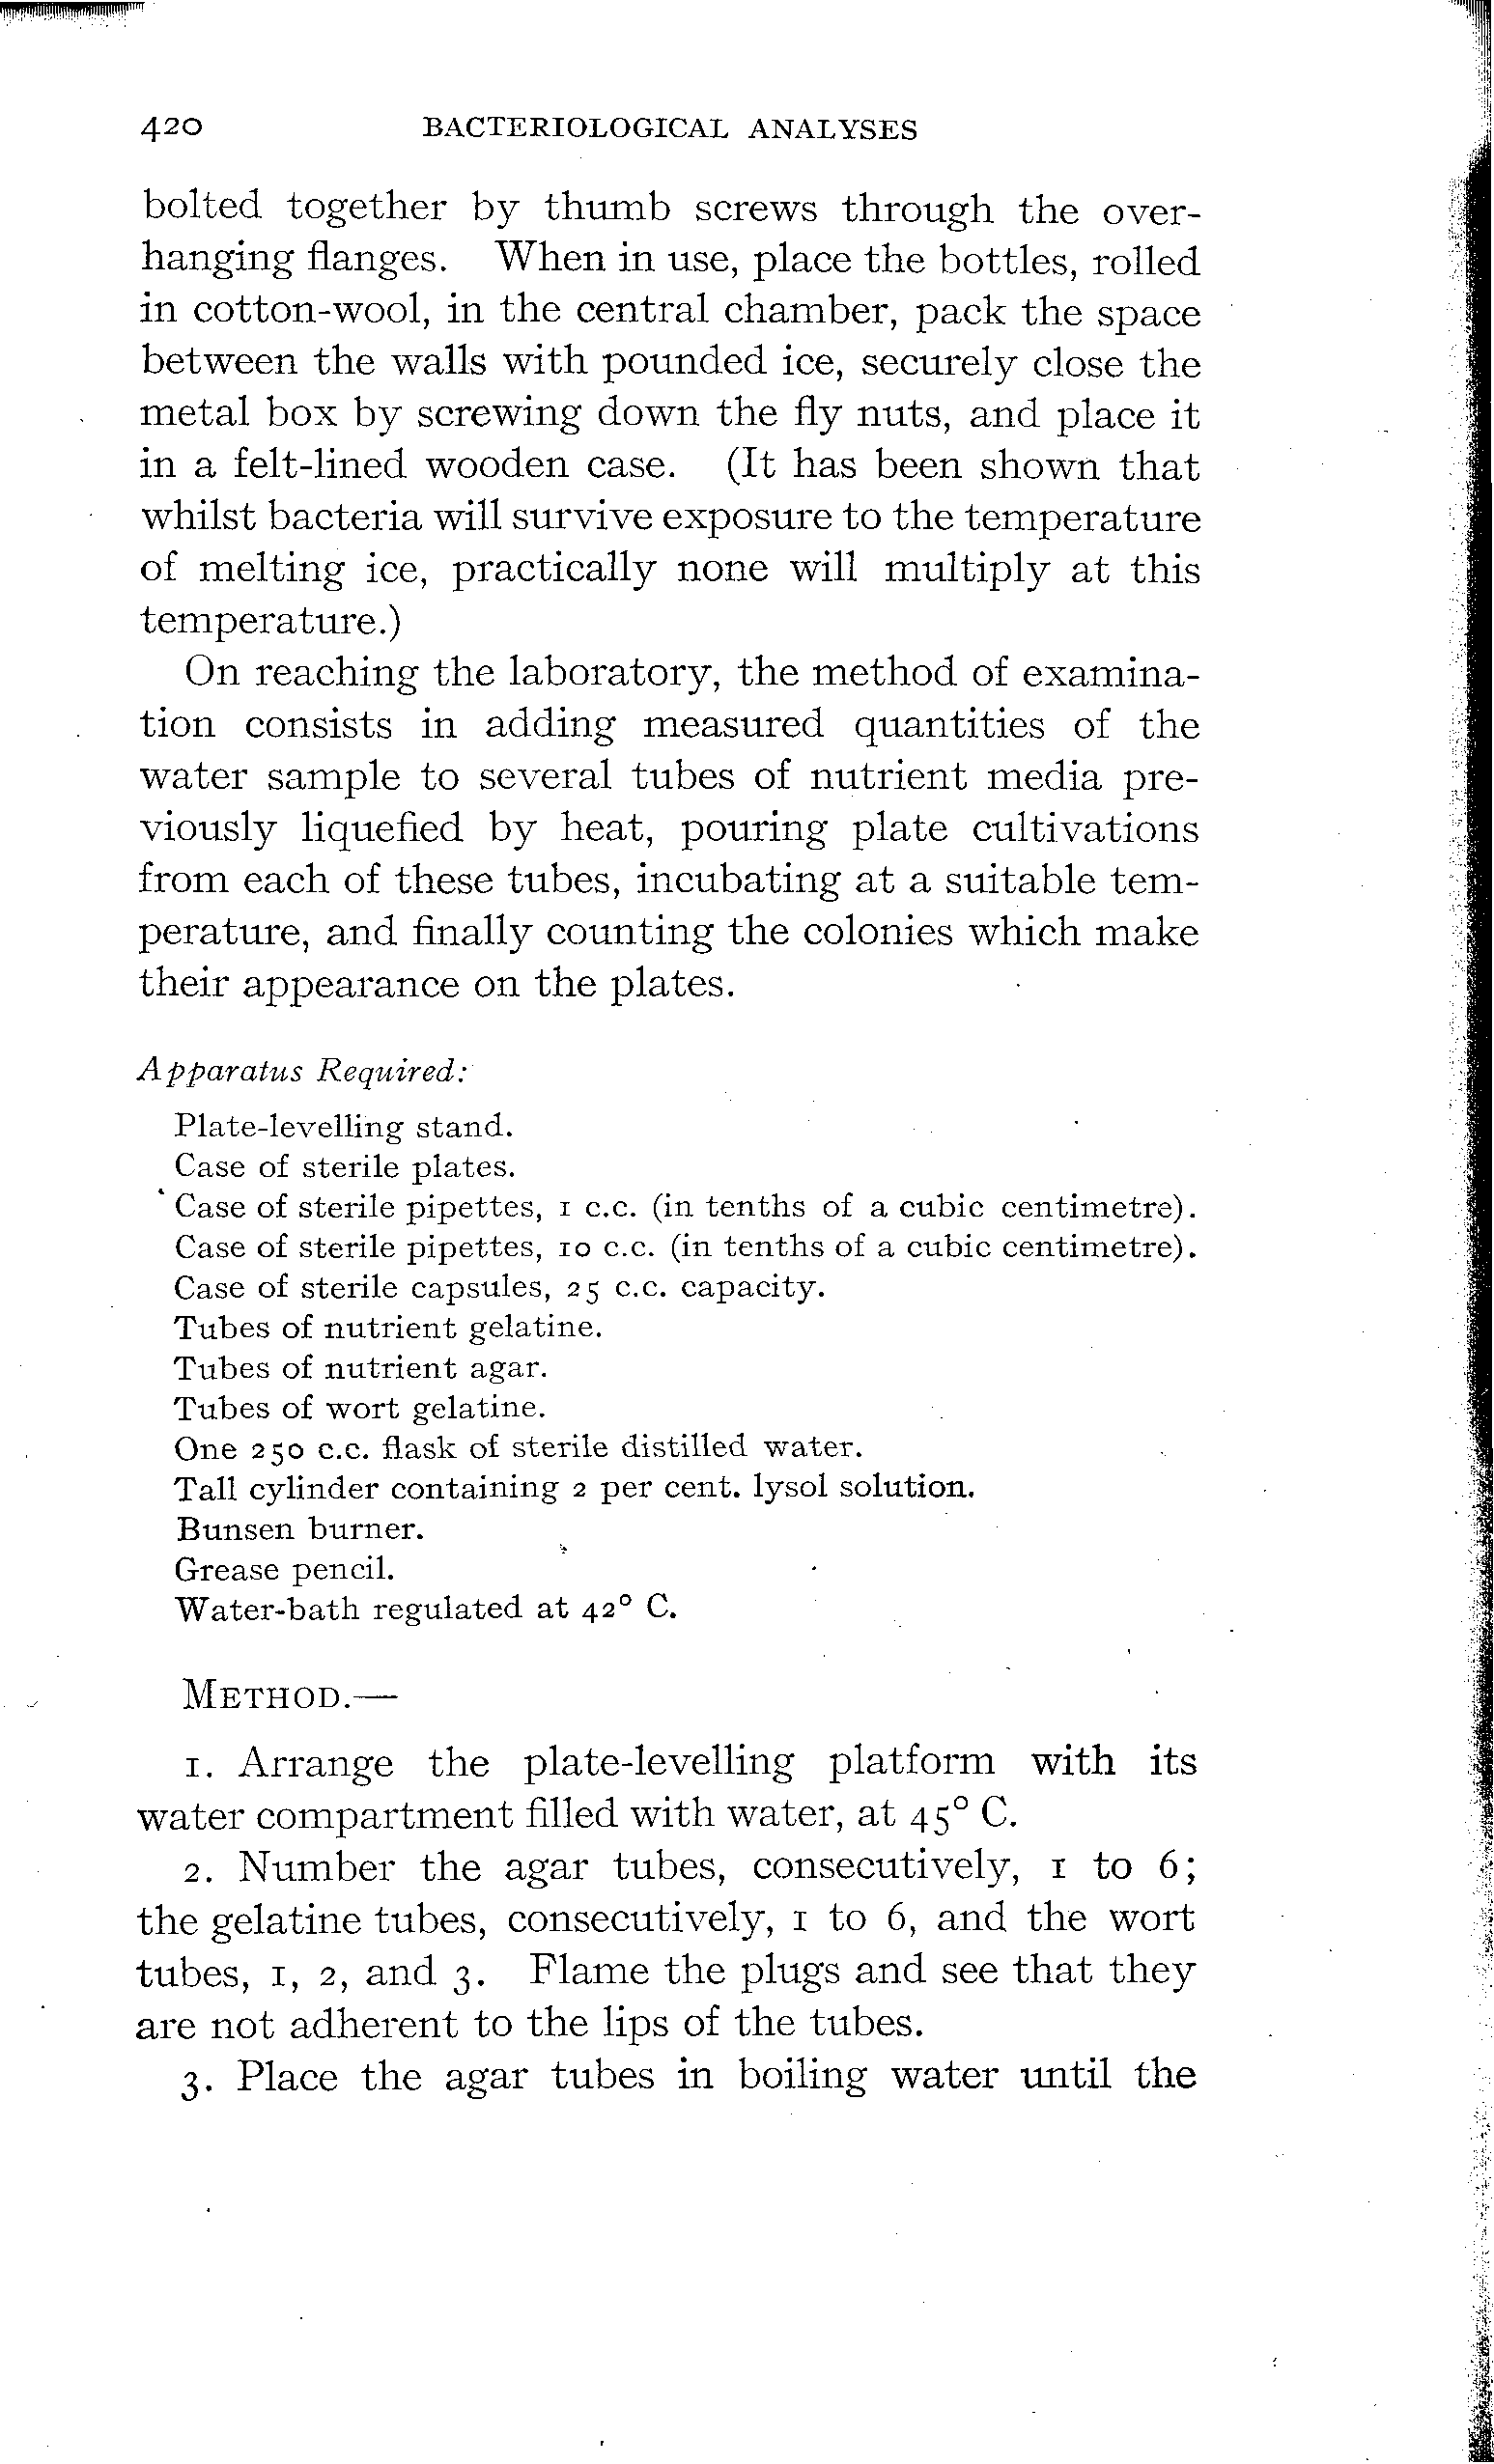 420 BACTERIOLOGICAL ANALYSES
bolted together by thumb screws through the over-
hanging flanges. When in use, place the bottles, rolled
in cotton-wool, in the central chamber, pack the space
between the walls with pounded ice, securely close the
metal box by screwing down the fly nuts, and place it
in a felt-lined wooden case. (It has been shown that
whilst bacteria will survive exposure to the temperature
of melting ice, practically none will multiply at this
temperature.)
On reaching the laboratory, the method of examina-
tion consists in adding measured quantities of the
water sample to several tubes of nutrient media pre-
viously liquefied by heat, pouring plate cultivations
from each of these tubes, incubating at a suitable tem-
perature, and finally counting the colonies which make
their appearance on the plates.
Apparatus Required:
Plate-levelling stand.
Case of sterile plates.
Case of sterile pipettes, 1 c.c. (in tenths of a cubic centimetre).
Case of sterile pipettes, 10 c.c. (in tenths of a cubic centimetre).
Case of sterile capsules, 25 c.c. capacity.
Tubes of nutrient gelatine.
Tubes of nutrient agar.
Tubes of wort gelatine.
One 250 c.c. flask of sterile distilled water.
Tall cylinder containing 2 per cent. lysol solution.
Bunsen burner.
Grease pencil.
Water-bath regulated at 42° C.
METHOD.—
1. Arrange the plate-levelling platform with its
water compartment filled with water, at 45° C.
2. Number the agar tubes, consecutively, 1 to 6;
the gelatine tubes, consecutively, 1 to 6, and the wort
tubes, 1, 2, and 3. Flame the plugs and see that they
are not adherent to the lips of the tubes.
3. Place the agar tubes in boiling water until the